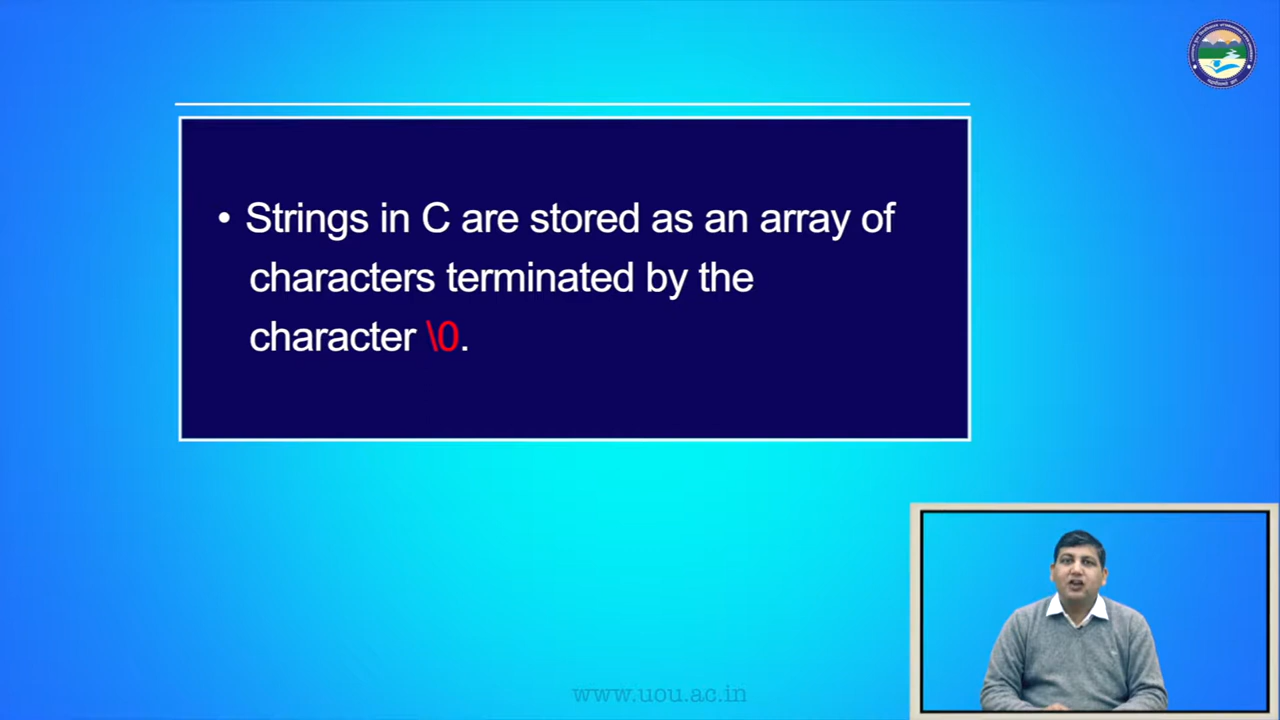 • Strings in C are stored as an array of
characters terminated by the
character \0.
www.uou.ac.in